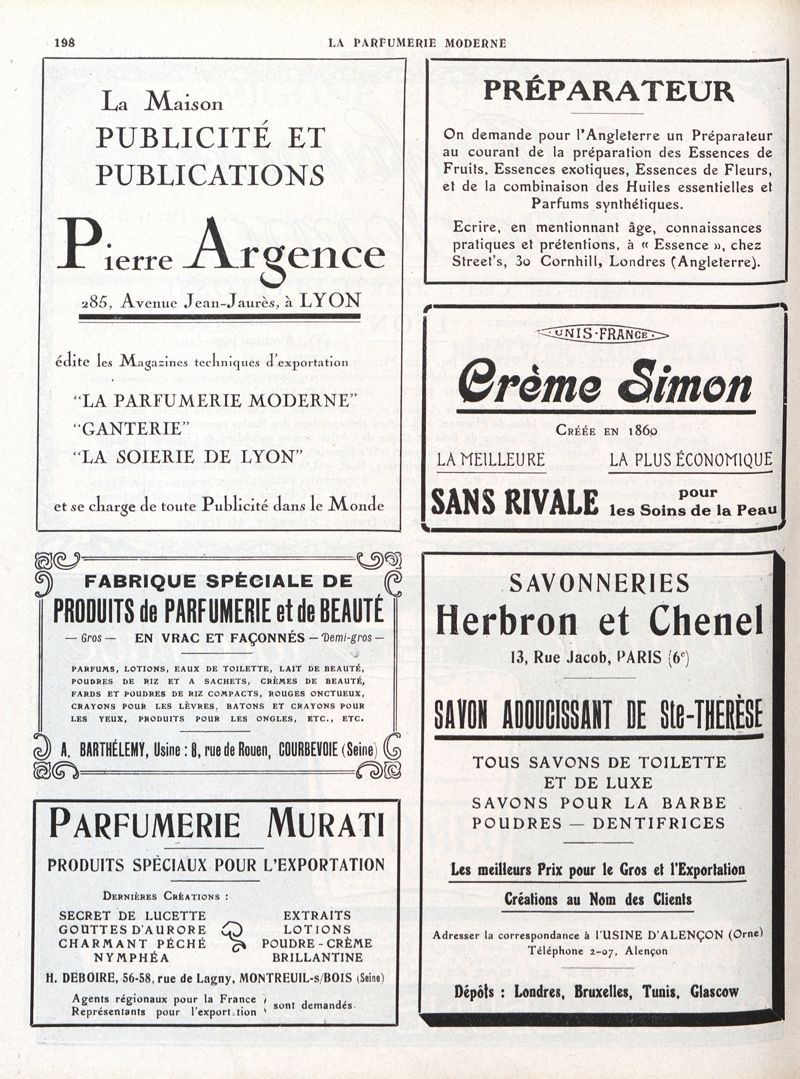 198
LA PARFUMERIE MODERNE
La Maison
PUBLICITÉ ET
PUBLICATIONS
Pierre Argence
285, Avenue Jean-Jaurès, à LYON
édite les Magazines techniques d'exportation
"LA PARFUMERIE MODERNE"
"GANTERIE"
"LA SOIERIE DE LYON"
et se charge de toute Publicité dans le Monde
PRÉPARATEUR
On demande pour l'Angleterre un Préparateur
au courant de la préparation des Essences de
Fruits, Essences exotiques, Essences de Fleurs,
et de la combinaison des Huiles essentielles et
Parfums synthétiques.
Ecrire, en mentionnant âge, connaissances
pratiques et prétentions, à « Essence », chez
Street's, 30 Cornhill, Londres (Angleterre).
·UNIS-FRANCE·
Crème Simon
CRÉÉE EN 1860
LA MEILLEURE LA PLUS ÉCONOMIQUE
SANS RIVALE pour
les Soins de la Peau
FABRIQUE SPÉCIALE DE
PRODUITS de PARFUMERIE et de BEAUTÉ
— Gros — EN VRAC ET FAÇONNÉS — Demi-gros —
PARFUMS, LOTIONS, EAUX DE TOILETTE, LAIT DE BEAUTÉ,
POUDRES DE RIZ ET A SACHETS, CRÈMES DE BEAUTÉ,
FARDS ET POUDRES DE RIZ COMPACTS, ROUGES ONCTUEUX,
CRAYONS POUR LES LÈVRES, BATONS ET CRAYONS POUR
LES YEUX, PRODUITS POUR LES ONGLES, ETC., ETC.
A. BARTHÉLEMY, Usine : 8, rue de Rouen, COURBEVOIE (Seine)
PARFUMERIE MURATI
PRODUITS SPÉCIAUX POUR L'EXPORTATION
DERNIÈRES CRÉATIONS :
SECRET DE LUCETTE EXTRAITS
GOUTTES D'AURORE LOTIONS
CHARMANT PÉCHÉ POUDRE - CRÈME
NYMPHÉA BRILLANTINE
H. DEBOIRE, 56-58, rue de Lagny, MONTREUIL-s/BOIS (Seine)
Agents régionaux pour la France
Représentants pour l'exportation } sont demandés.
SAVONNERIES
Herbron et Chenel
13, Rue Jacob, PARIS (6e)
SAVON ADOUCISSANT DE Ste-THERÈSE
TOUS SAVONS DE TOILETTE
ET DE LUXE
SAVONS POUR LA BARBE
POUDRES — DENTIFRICES
Les meilleurs Prix pour le Gros et l'Exportation
Créations au Nom des Clients
Adresser la correspondance à l'USINE D'ALENÇON (Orne)
Téléphone 2-07, Alençon
Dépôts : Londres, Bruxelles, Tunis, Glascow